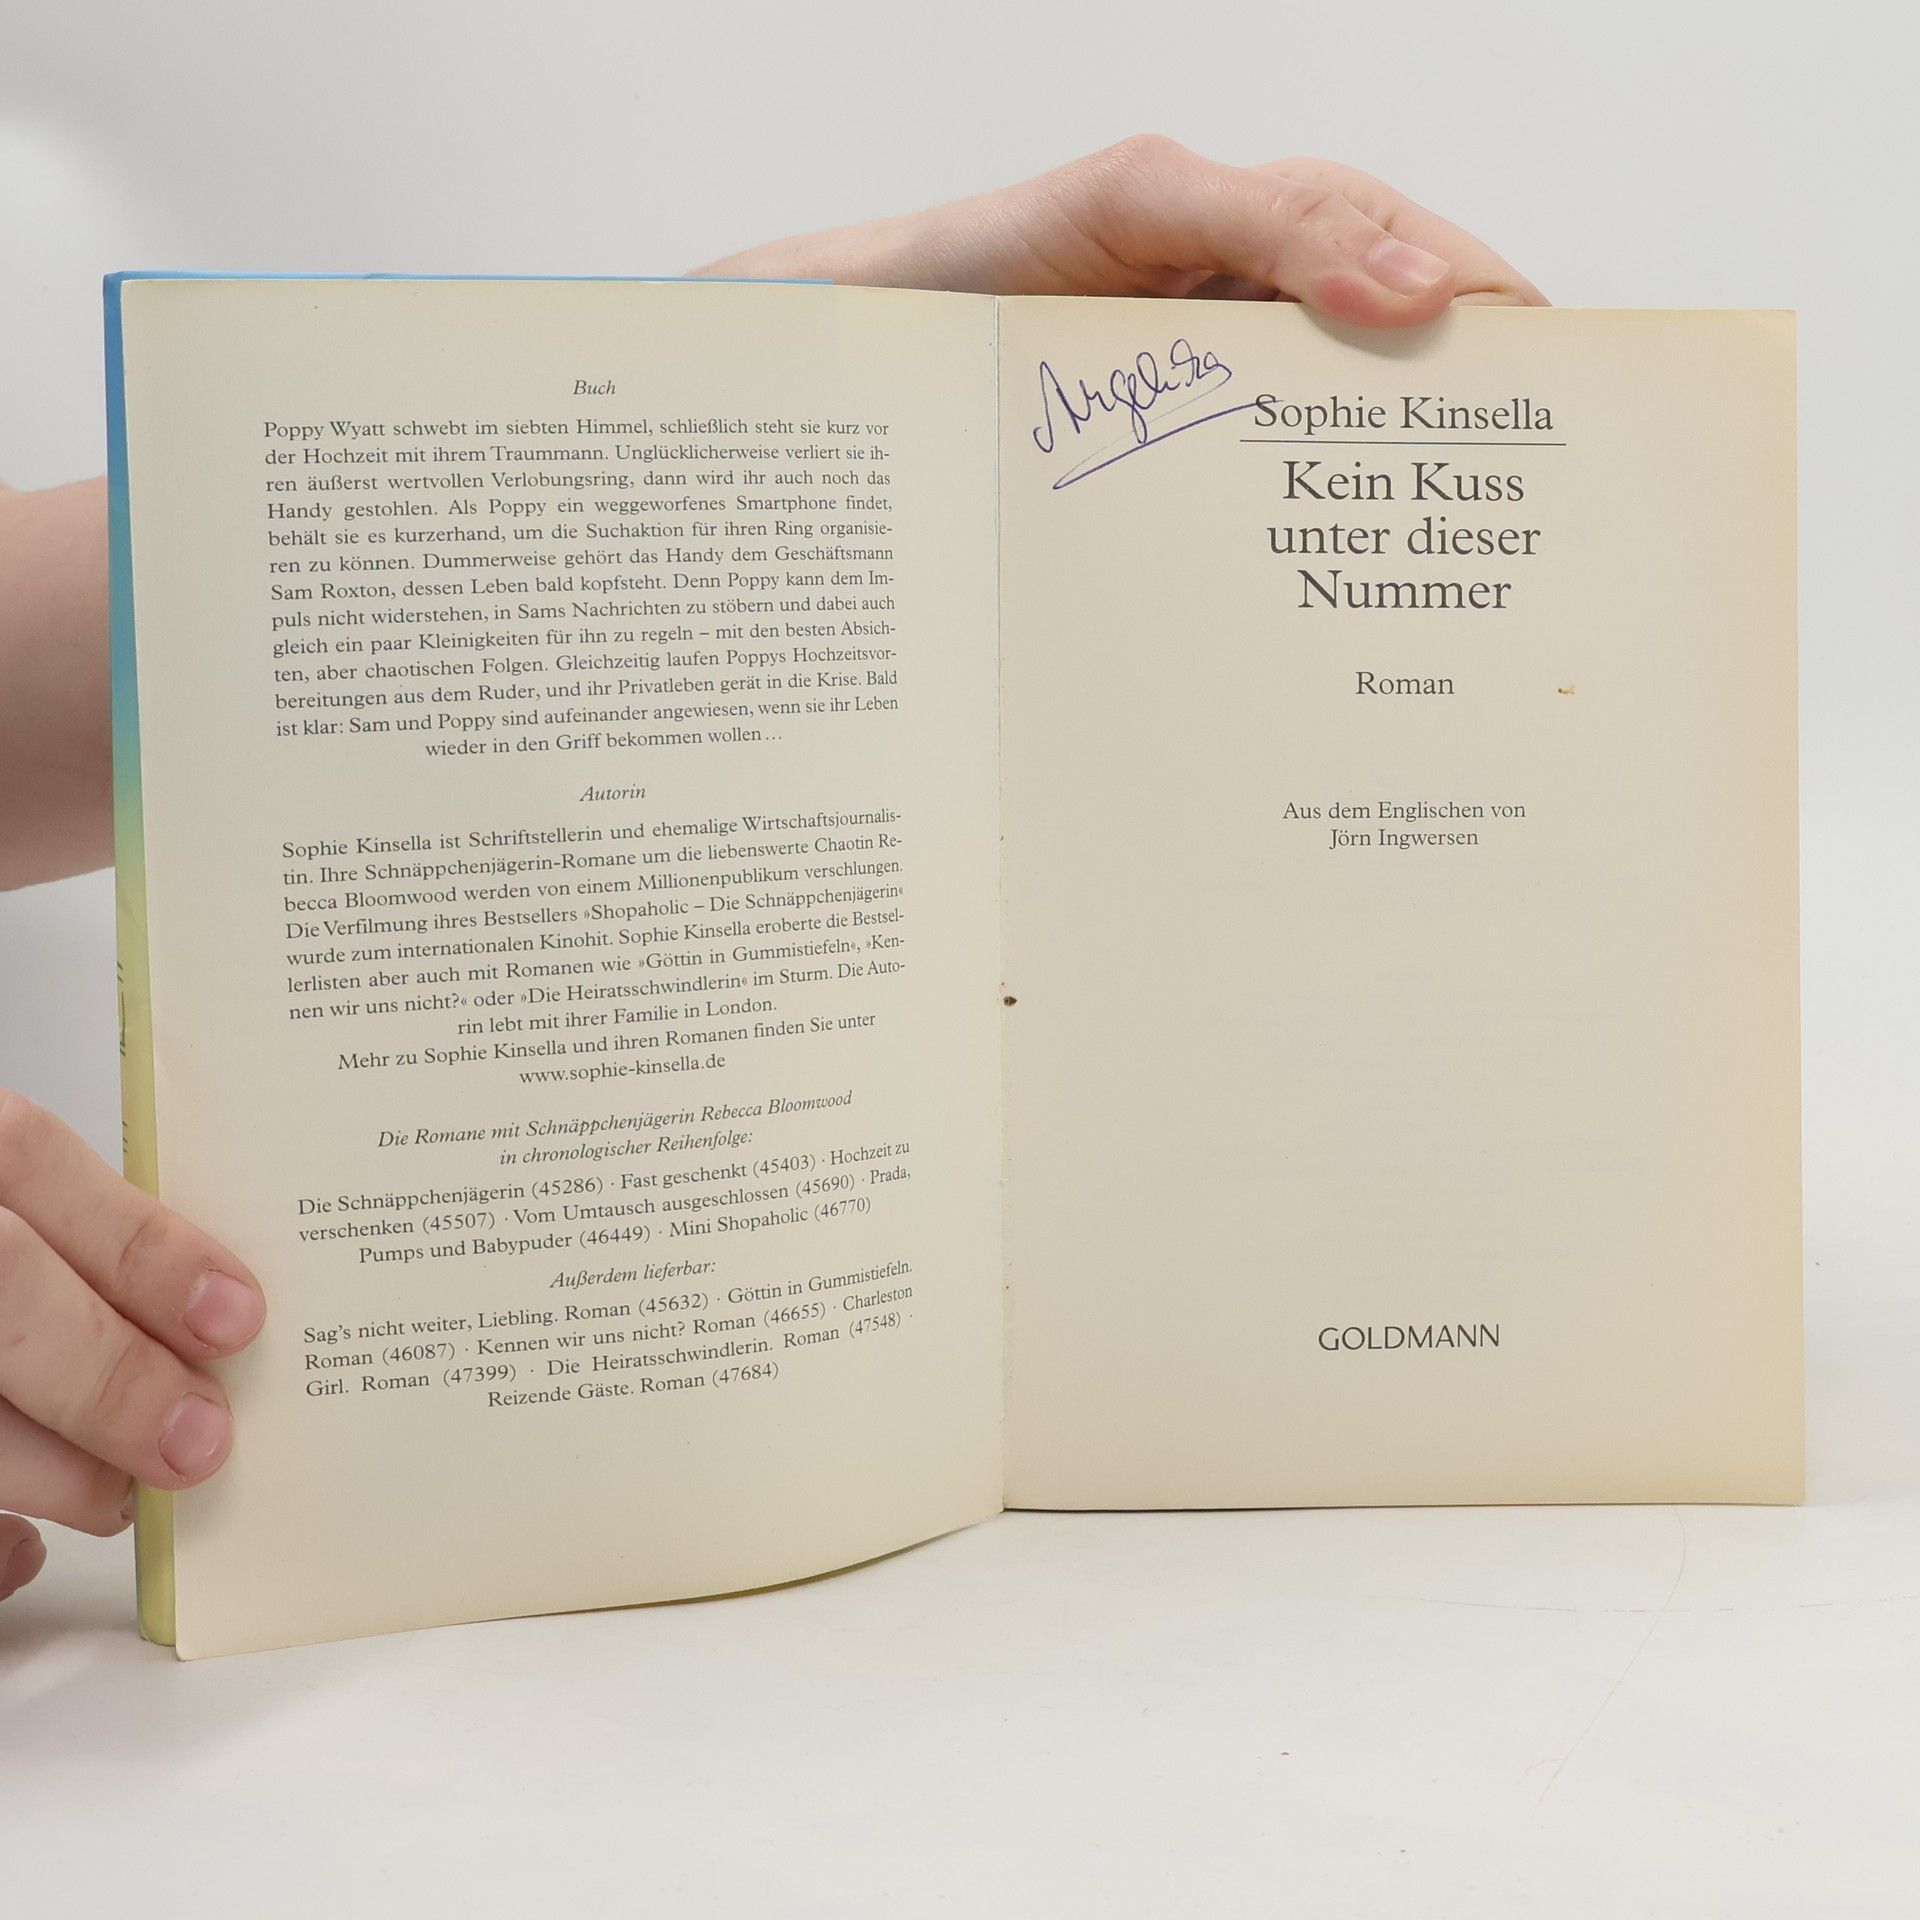 Buch
Poppy Wyatt schwebt im siebten Himmel, schließlich steht sie kurz vor
der Hochzeit mit ihrem Traummann. Unglücklicherweise verliert sie ih-
ren äußerst wertvollen Verlobungsring, dann wird ihr auch noch das
Handy gestohlen. Als Poppy ein weggeworfenes Smartphone findet,
behält sie es kurzerhand, um die Suchaktion für ihren Ring organisie-
ren zu können. Dummerweise gehört das Handy dem Geschäftsmann
Sam Roxton, dessen Leben bald kopfsteht. Denn Poppy kann dem Im-
puls nicht widerstehen, in Sams Nachrichten zu stöbern und dabei auch
gleich ein paar Kleinigkeiten für ihn zu regeln – mit den besten Absich-
ten, aber chaotischen Folgen. Gleichzeitig laufen Poppys Hochzeitsvor-
bereitungen aus dem Ruder, und ihr Privatleben gerät in die Krise. Bald
ist klar: Sam und Poppy sind aufeinander angewiesen, wenn sie ihr Leben
wieder in den Griff bekommen wollen ...
Autorin
Sophie Kinsella ist Schriftstellerin und ehemalige Wirtschaftsjournalis-
tin. Ihre Schnäppchenjägerin-Romane um die liebenswerte Chaotin Re-
becca Bloomwood werden von einem Millionenpublikum verschlungen.
Die Verfilmung ihres Bestsellers »Shopaholic – Die Schnäppchenjägerin«
wurde zum internationalen Kinohit. Sophie Kinsella eroberte die Bestsel-
lerlisten aber auch mit Romanen wie »Göttin in Gummistiefeln«, »Ken-
nen wir uns nicht?« oder »Die Heiratsschwindlerin« im Sturm. Die Auto-
rin lebt mit ihrer Familie in London.
Mehr zu Sophie Kinsella und ihren Romanen finden Sie unter
www.sophie-kinsella.de
Die Romane mit Schnäppchenjägerin Rebecca Bloomwood
in chronologischer Reihenfolge:
Die Schnäppchenjägerin (45286) · Fast geschenkt (45403) · Hochzeit zu
verschenken (45507) · Vom Umtausch ausgeschlossen (45690) · Prada,
Pumps und Babypuder (46449) · Mini Shopaholic (46770)
Außerdem lieferbar:
Sag's nicht weiter, Liebling. Roman (45632) · Göttin in Gummistiefeln.
Roman (46087) · Kennen wir uns nicht? Roman (46655) · Charleston
Girl. Roman (47399) · Die Heiratsschwindlerin. Roman (47548) ·
Reizende Gäste. Roman (47684)
Angelika
Sophie Kinsella
Kein Kuss
unter dieser
Nummer
Roman
Aus dem Englischen von
Jörn Ingwersen
GOLDMANN